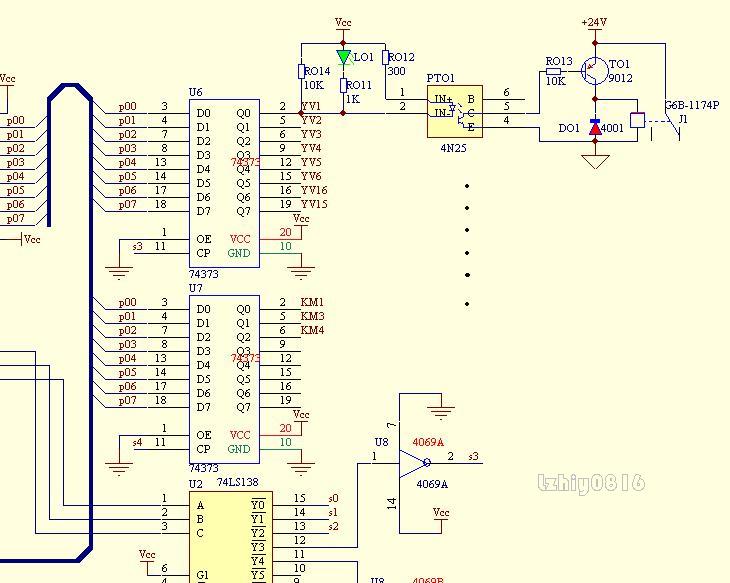 Vcc
+24V
LO1
RO12
300
RO14
10K
RO11
1K
PTO1
RO13
10K
TO1
9012
G6B-1174P
J1
Vcc
U6
p00 3 D0 Q0 2 YV1
p01 4 D1 Q1 5 YV2
p02 7 D2 Q2 6 YV3
p03 8 D3 Q3 9 YV4
p04 13 D4 Q4 12 YV5
p05 14 D5 Q5 15 YV6
p06 17 D6 Q6 16 YV16
p07 18 D7 Q7 19 YV15
74373
1 OE VCC 20 Vcc
s3 11 CP GND 10
74373
1 IN+ B 6
2 IN- C 5
E 4
4N25
DO1 4001
p00
p01
p02
p03
p04
p05
p06
p07
Vcc
U7
p00 3 D0 Q0 2 KM1
p01 4 D1 Q1 5 KM3
p02 7 D2 Q2 6 KM4
p03 8 D3 Q3 9
p04 13 D4 Q4 12
p05 14 D5 Q5 15
p06 17 D6 Q6 16
p07 18 D7 Q7 19
74373
1 OE VCC 20 Vcc
s4 11 CP GND 10
74373
U2 74LS138
1 A Y0 15 s0
2 B Y1 14 s1
3 C Y2 13 s2
Y3 12
Y4 11
Vcc
6 G1 Y5 10
7
U8 4069A
1 2 s3
4069A
14
Vcc
U8 4069B
lzhiy0816